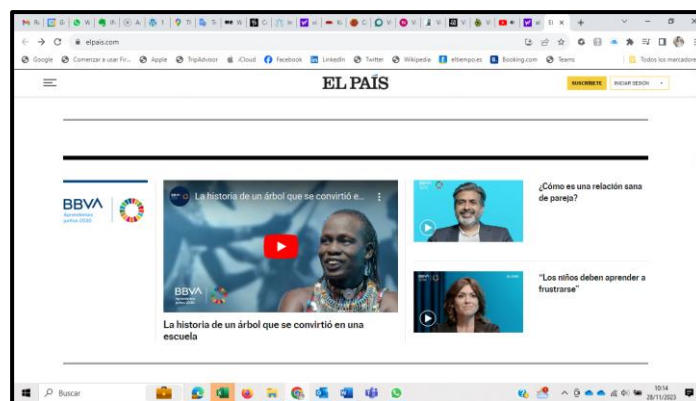 elpais.com
Google
Comenzar a usar Fir...
Apple
TripAdvisor
iCloud
Facebook
LinkedIn
Twitter
Wikipedia
eltiempo.es
Booking.com
Teams
Todos los marcadores
EL PAÍS
SUSCRÍBETE
INICIAR SESIÓN
BBVA
Aprendemos
juntos 2030
La historia de un árbol que se convirtió e...
BBVA
La historia de un árbol que se convirtió en una
escuela
¿Cómo es una relación sana
de pareja?
"Los niños deben aprender a
frustrarse"
Buscar
10:14
28/11/2023